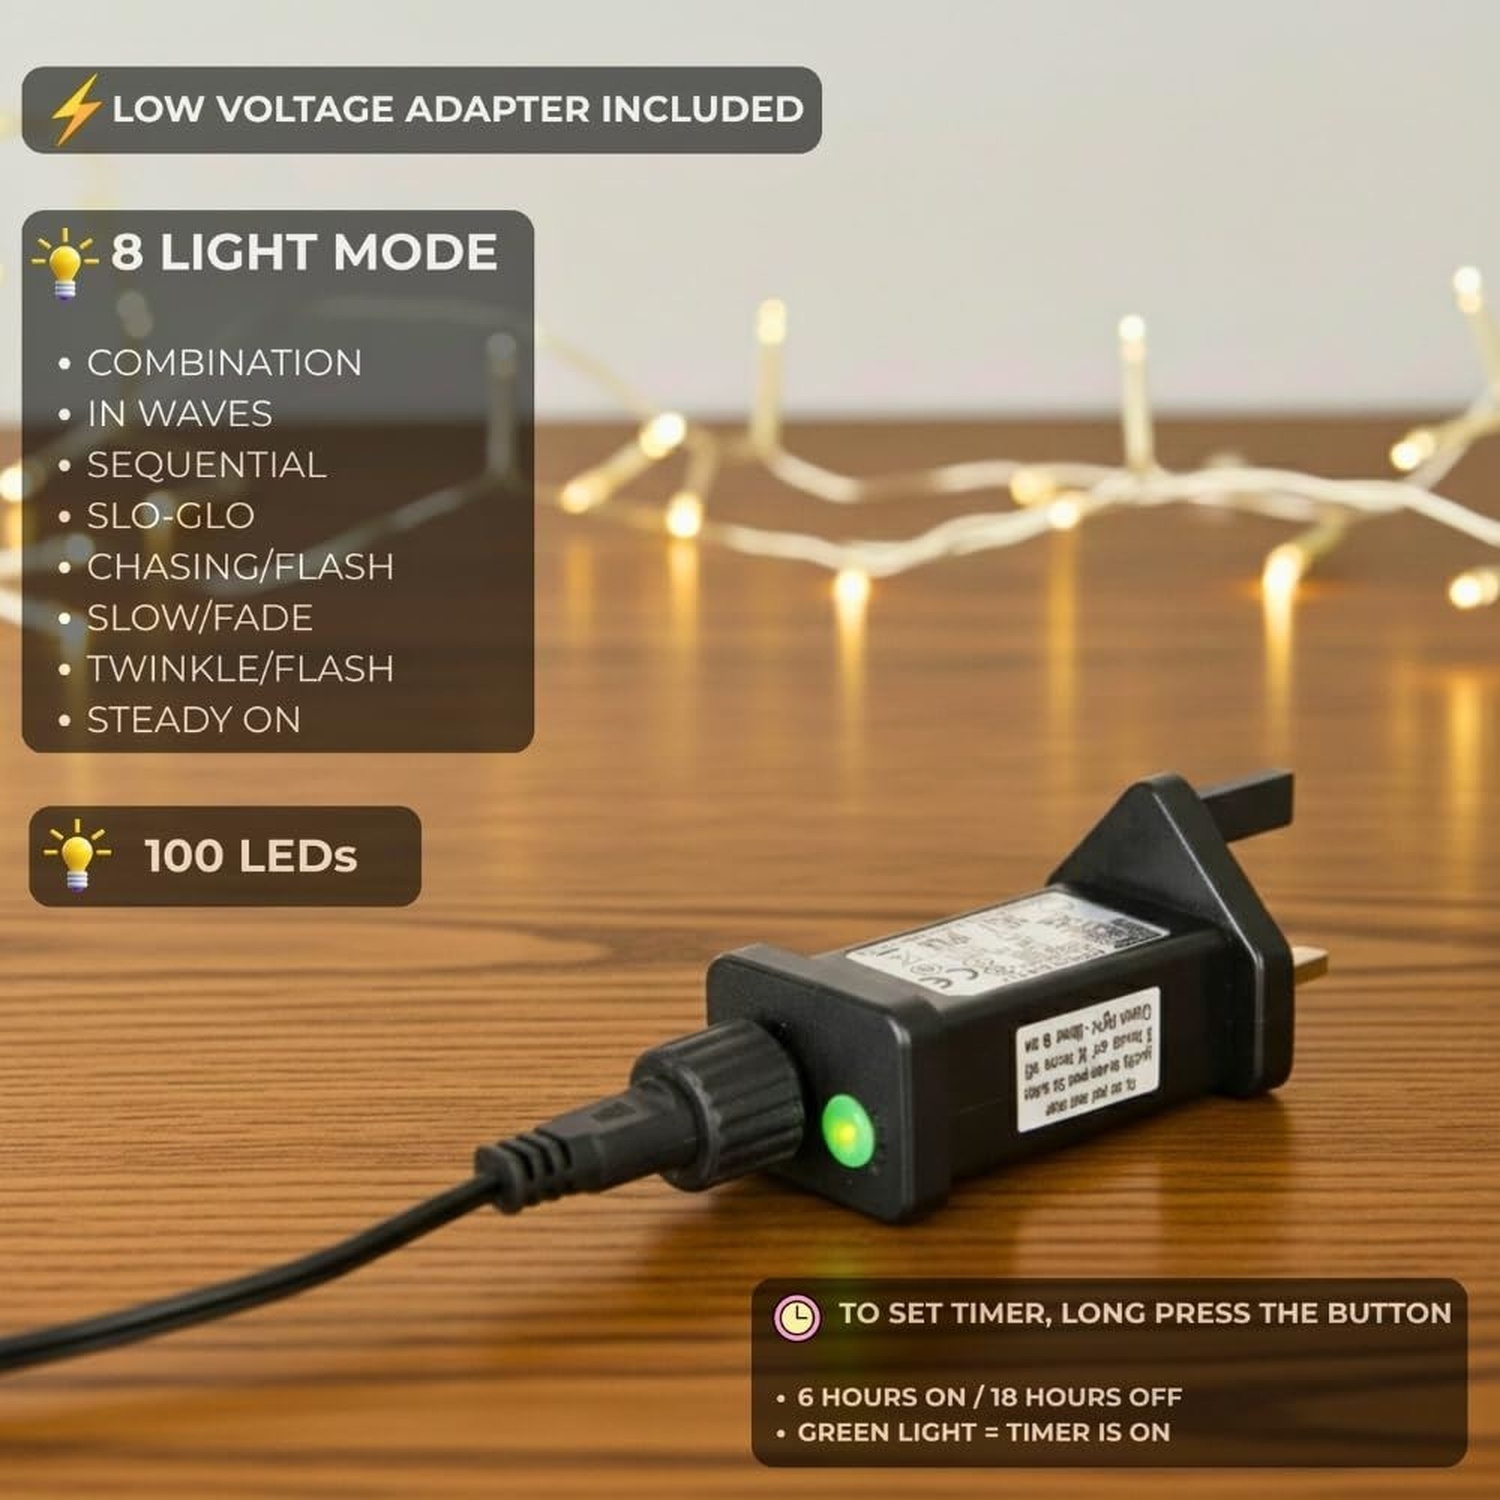 LOW VOLTAGE ADAPTER INCLUDED
8 LIGHT MODE
• COMBINATION
• IN WAVES
• SEQUENTIAL
• SLO-GLO
• CHASING/FLASH
• SLOW/FADE
• TWINKLE/FLASH
• STEADY ON
100 LEDs
TO SET TIMER, LONG PRESS THE BUTTON
• 6 HOURS ON / 18 HOURS OFF
• GREEN LIGHT = TIMER IS ON